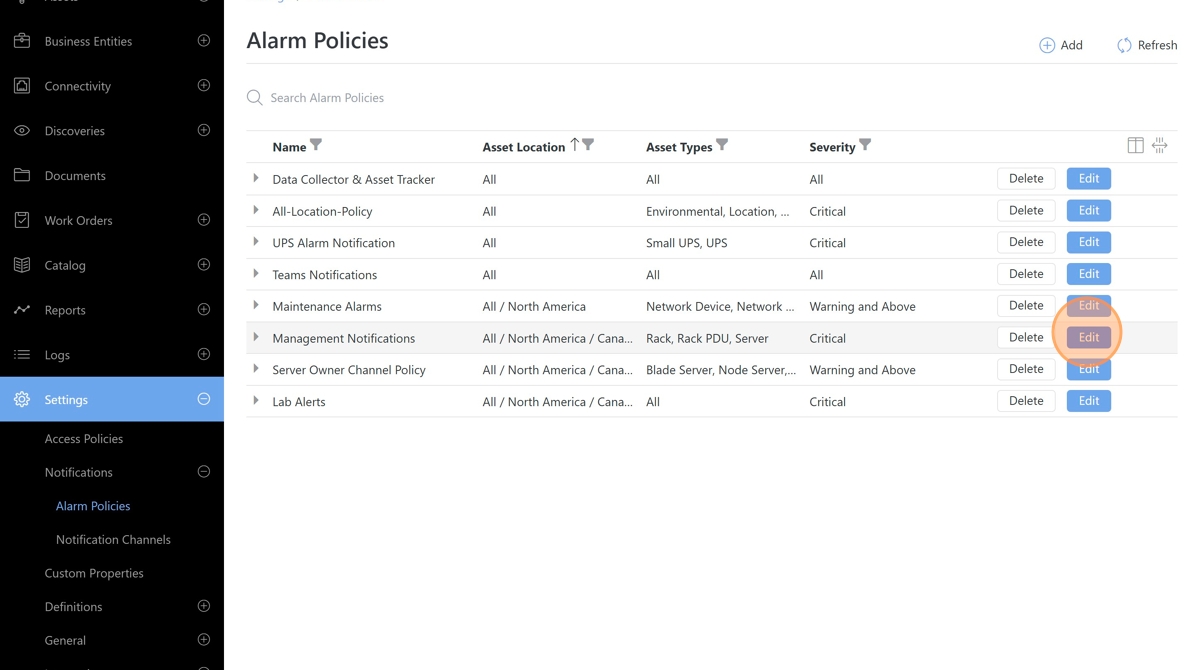 Business Entities
Connectivity
Discoveries
Documents
Work Orders
Catalog
Reports
Logs
Settings
Access Policies
Notifications
Alarm Policies
Notification Channels
Custom Properties
Definitions
General
Alarm Policies
Add Refresh
Search Alarm Policies
Name Asset Location Asset Types Severity
Data Collector & Asset Tracker All All All Delete Edit
All-Location-Policy All Environmental, Location, ... Critical Delete Edit
UPS Alarm Notification All Small UPS, UPS Critical Delete Edit
Teams Notifications All All All Delete Edit
Maintenance Alarms All / North America Network Device, Network ... Warning and Above Delete Edit
Management Notifications All / North America / Cana... Rack, Rack PDU, Server Critical Delete Edit
Server Owner Channel Policy All / North America / Cana... Blade Server, Node Server,... Warning and Above Delete Edit
Lab Alerts All / North America / Cana... All Critical Delete Edit